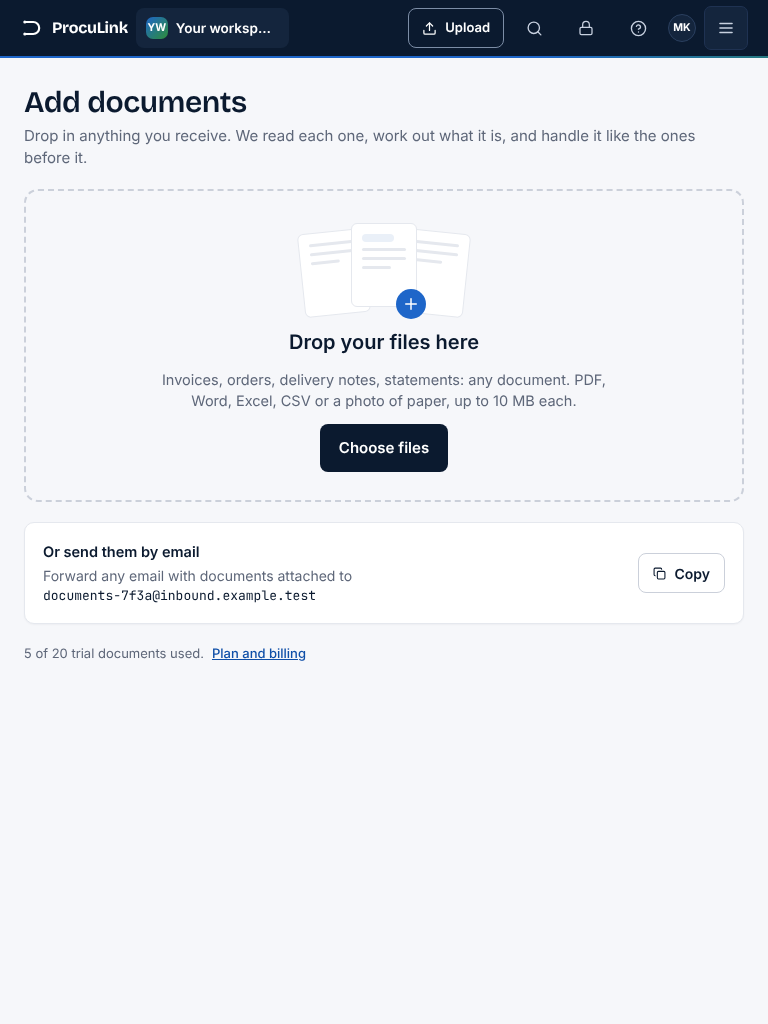 ProcuLink
YW
Your worksp...
Upload
MK
Add documents
Drop in anything you receive. We read each one, work out what it is, and handle it like the ones
before it.
Drop your files here
Invoices, orders, delivery notes, statements: any document. PDF,
Word, Excel, CSV or a photo of paper, up to 10 MB each.
Choose files
Or send them by email
Forward any email with documents attached to
documents-7f3a@inbound.example.test
Copy
5 of 20 trial documents used. Plan and billing